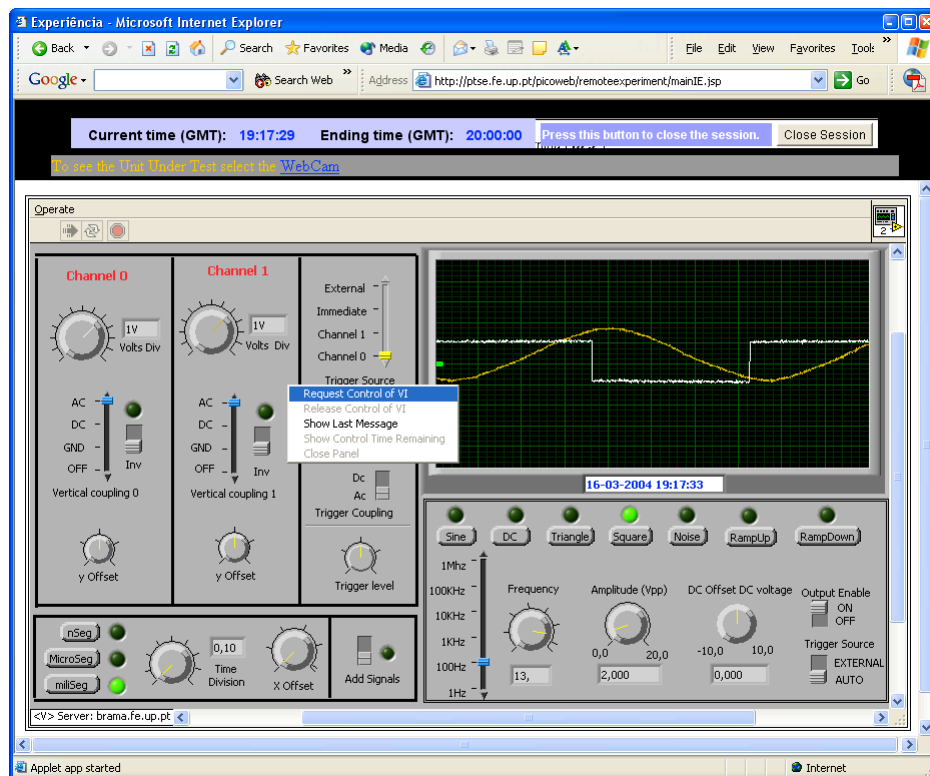 Experiência - Microsoft Internet Explorer
Back Search Favorites Media File Edit View Favorites Tools »
Google Search Web » Address http://ptse.fe.up.pt/picoweb/remoteexperiment/mainIE.jsp Go
Current time (GMT): 19:17:29 Ending time (GMT): 20:00:00 Press this button to close the session. Close Session
To see the Unit Under Test select the WebCam
Operate
2
Channel 0
Channel 1
1V
Volts Div
1V
Volts Div
External
Immediate
Channel 1
Channel 0
Trigger Source
Request Control of VI
Release Control of VI
Show Last Message
Show Control Time Remaining
Close Panel
AC
DC
GND
OFF
Inv
Vertical coupling 0
AC
DC
GND
OFF
Inv
Vertical coupling 1
Dc
Ac
Trigger Coupling
y Offset
y Offset
Trigger level
16-03-2004 19:17:33
Sine DC Triangle Square Noise RampUp RampDown
1Mhz
100KHz
10KHz
1KHz
100Hz
1Hz
Frequency
13,
Amplitude (Vpp)
0,0 20,0
2,000
DC Offset DC voltage
-10,0 10,0
0,000
Output Enable
ON
OFF
Trigger Source
EXTERNAL
AUTO
nSeg
MicroSeg
miliSeg
0,10
Time
Division
X Offset
Add Signals
<V> Server: brama.fe.up.pt
Applet app started Internet